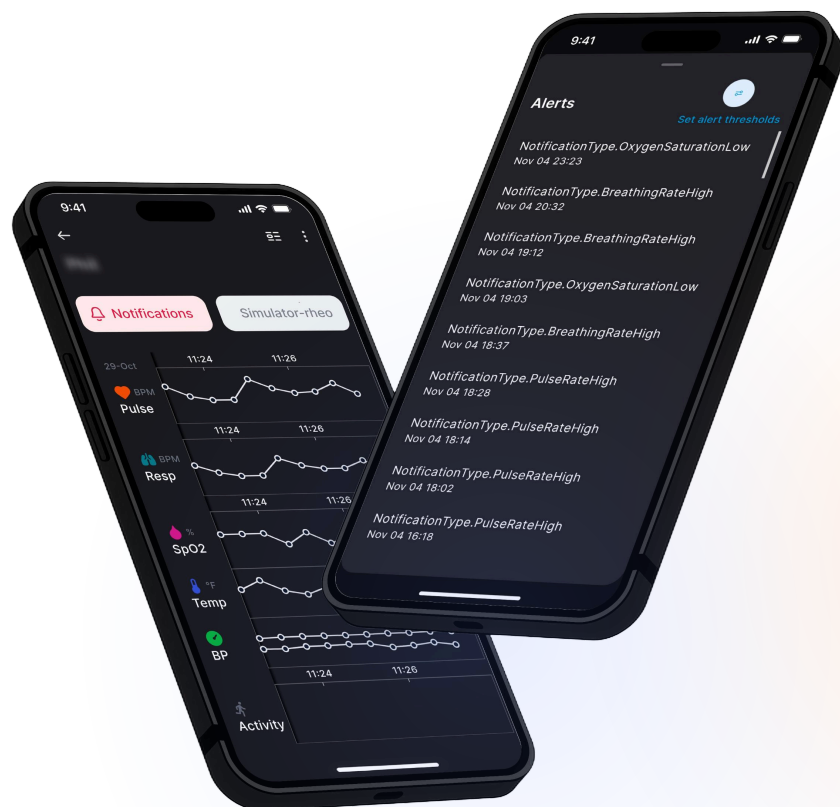 9:41
Alerts
Set alert thresholds
NotificationType.OxygenSaturationLow
Nov 04 23:23
NotificationType.BreathingRateHigh
Nov 04 20:32
NotificationType.BreathingRateHigh
Nov 04 19:12
NotificationType.OxygenSaturationLow
Nov 04 19:03
NotificationType.BreathingRateHigh
Nov 04 18:37
NotificationType.PulseRateHigh
Nov 04 18:28
NotificationType.PulseRateHigh
Nov 04 18:14
NotificationType.PulseRateHigh
Nov 04 18:02
NotificationType.PulseRateHigh
Nov 04 16:18
9:41
Notifications
Simulator-rheo
29-Oct
11:24 11:26
BPM
Pulse
11:24 11:26
BPM
Resp
11:24 11:26
%
SpO2
°F
Temp
BP
11:24 11:26
Activity